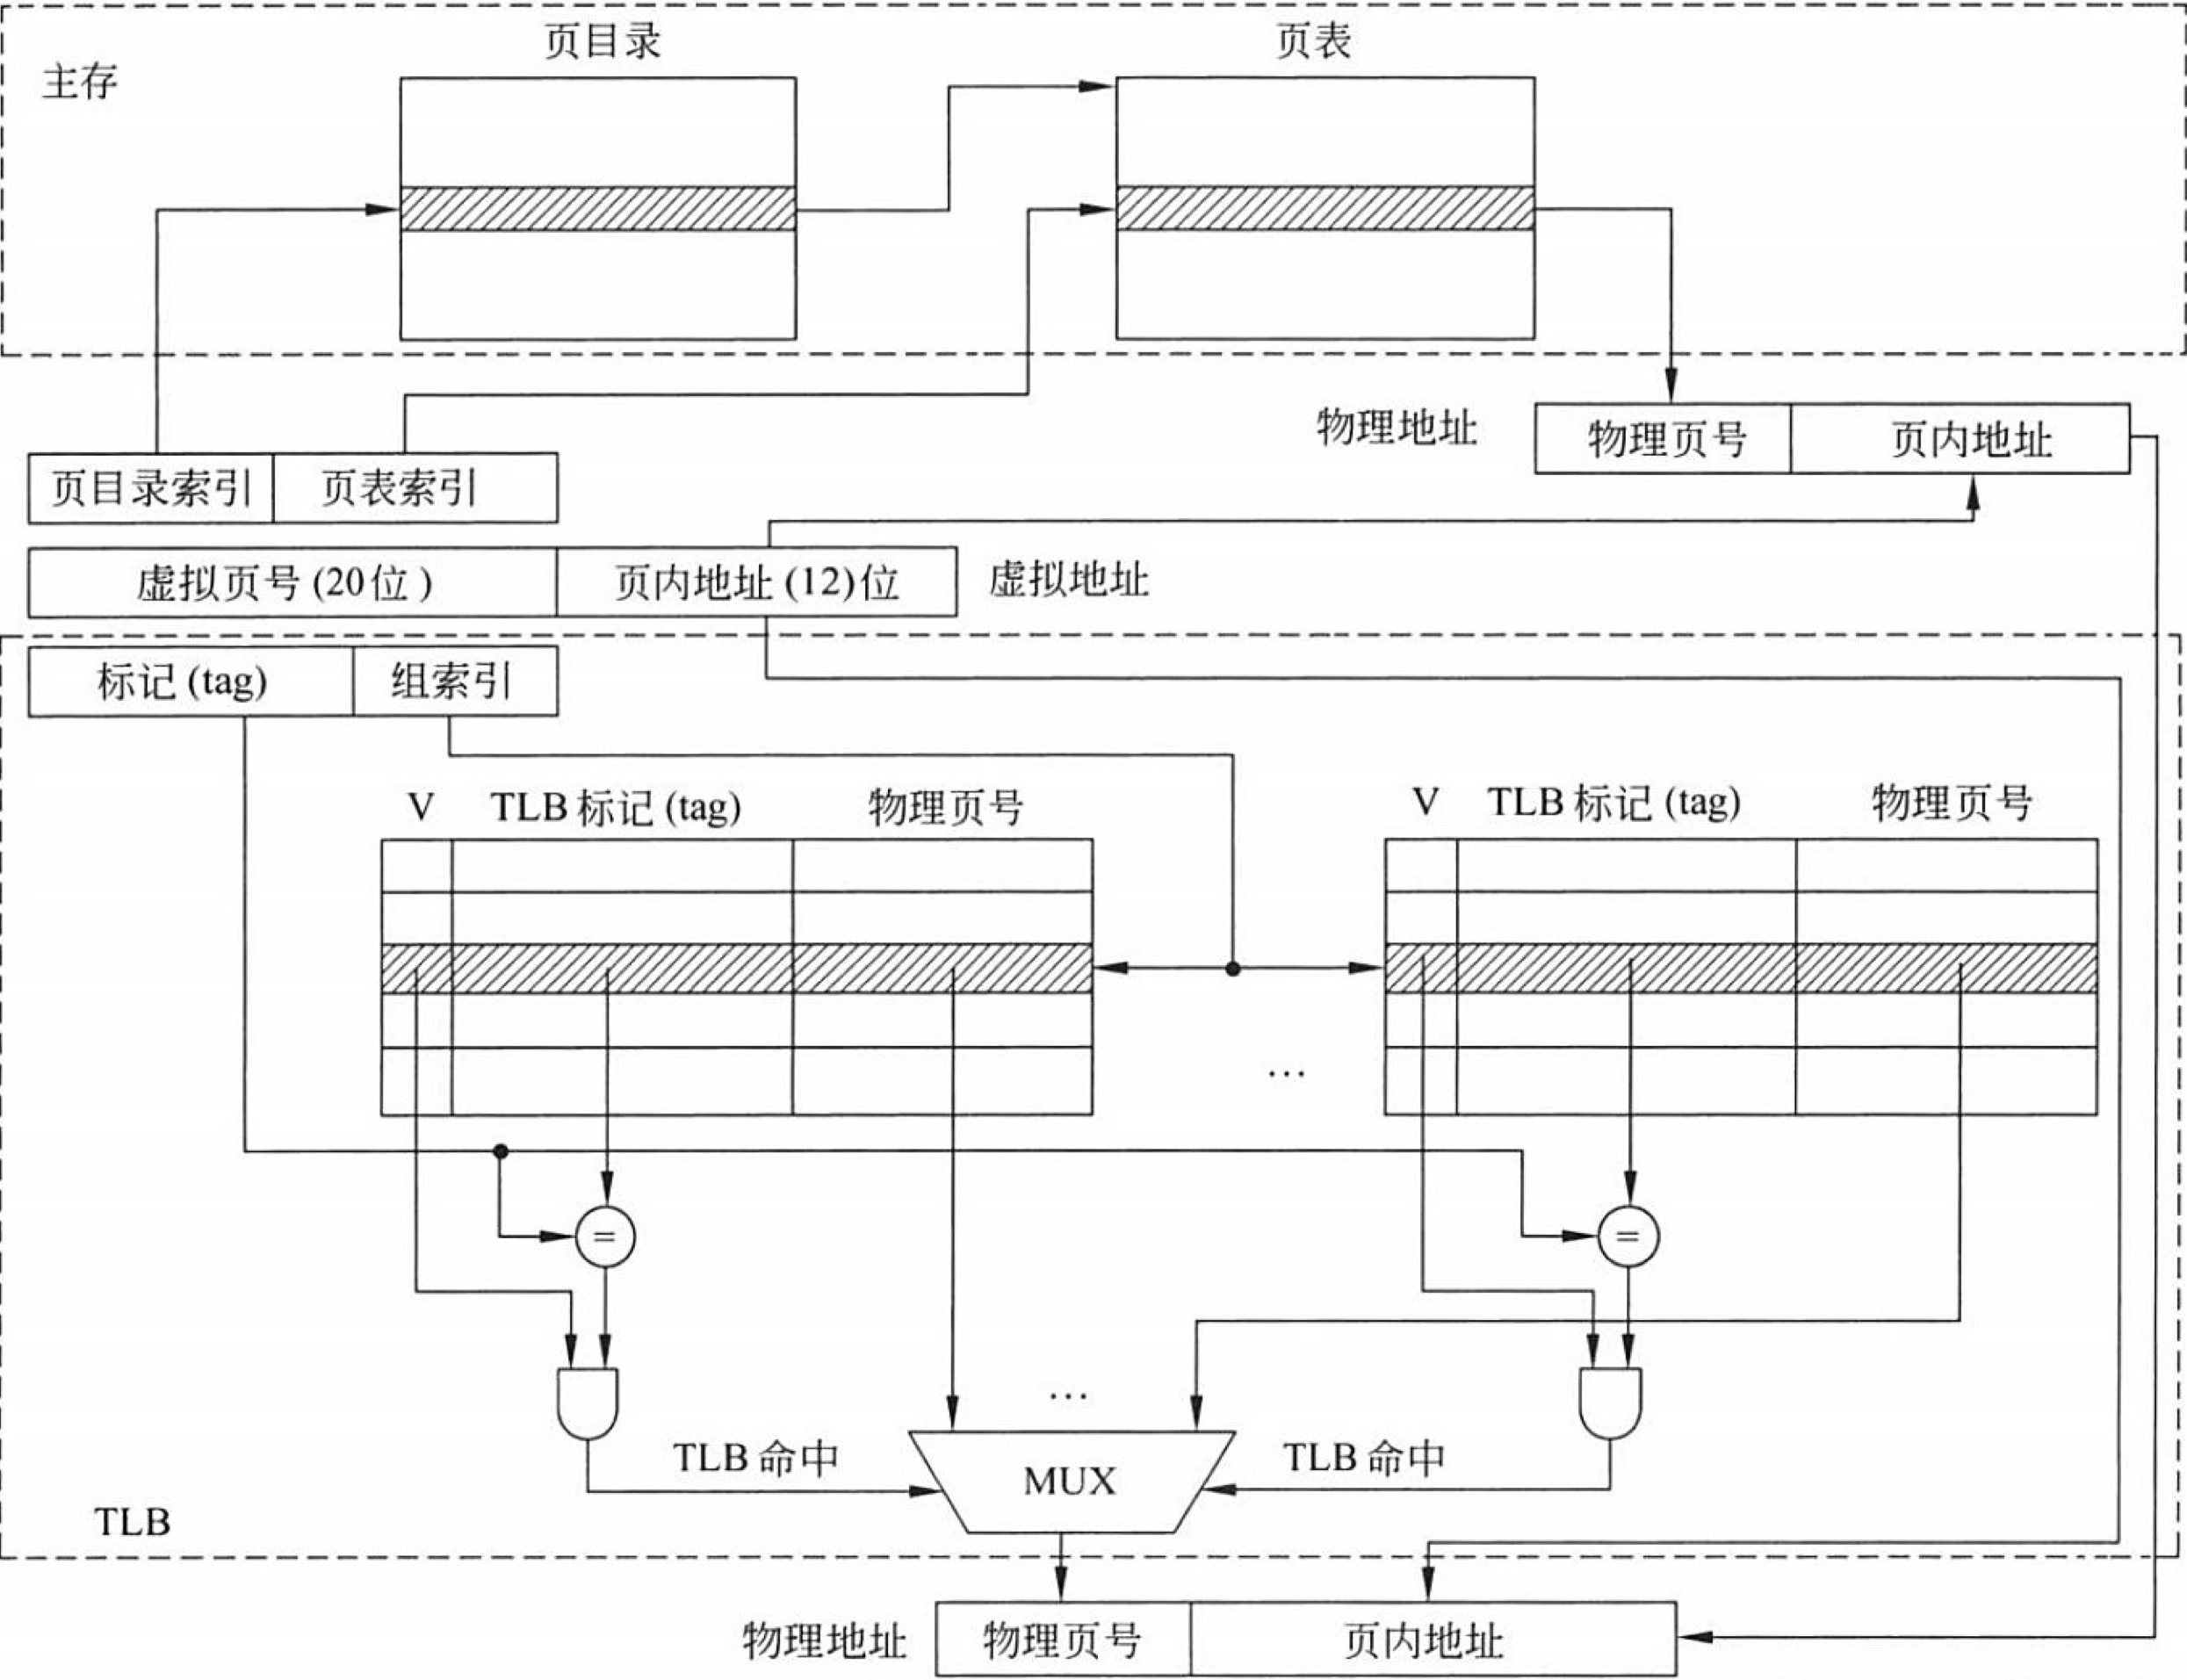 页目录
页表
主存
物理地址
物理页号
页内地址
页目录索引
页表索引
虚拟页号 (20位 )
页内地址 (12)位
虚拟地址
标记 (tag)
组索引
V
TLB 标记 (tag)
物理页号
V
TLB 标记 (tag)
物理页号
…
=
=
…
TLB 命中
MUX
TLB 命中
TLB
物理地址
物理页号
页内地址